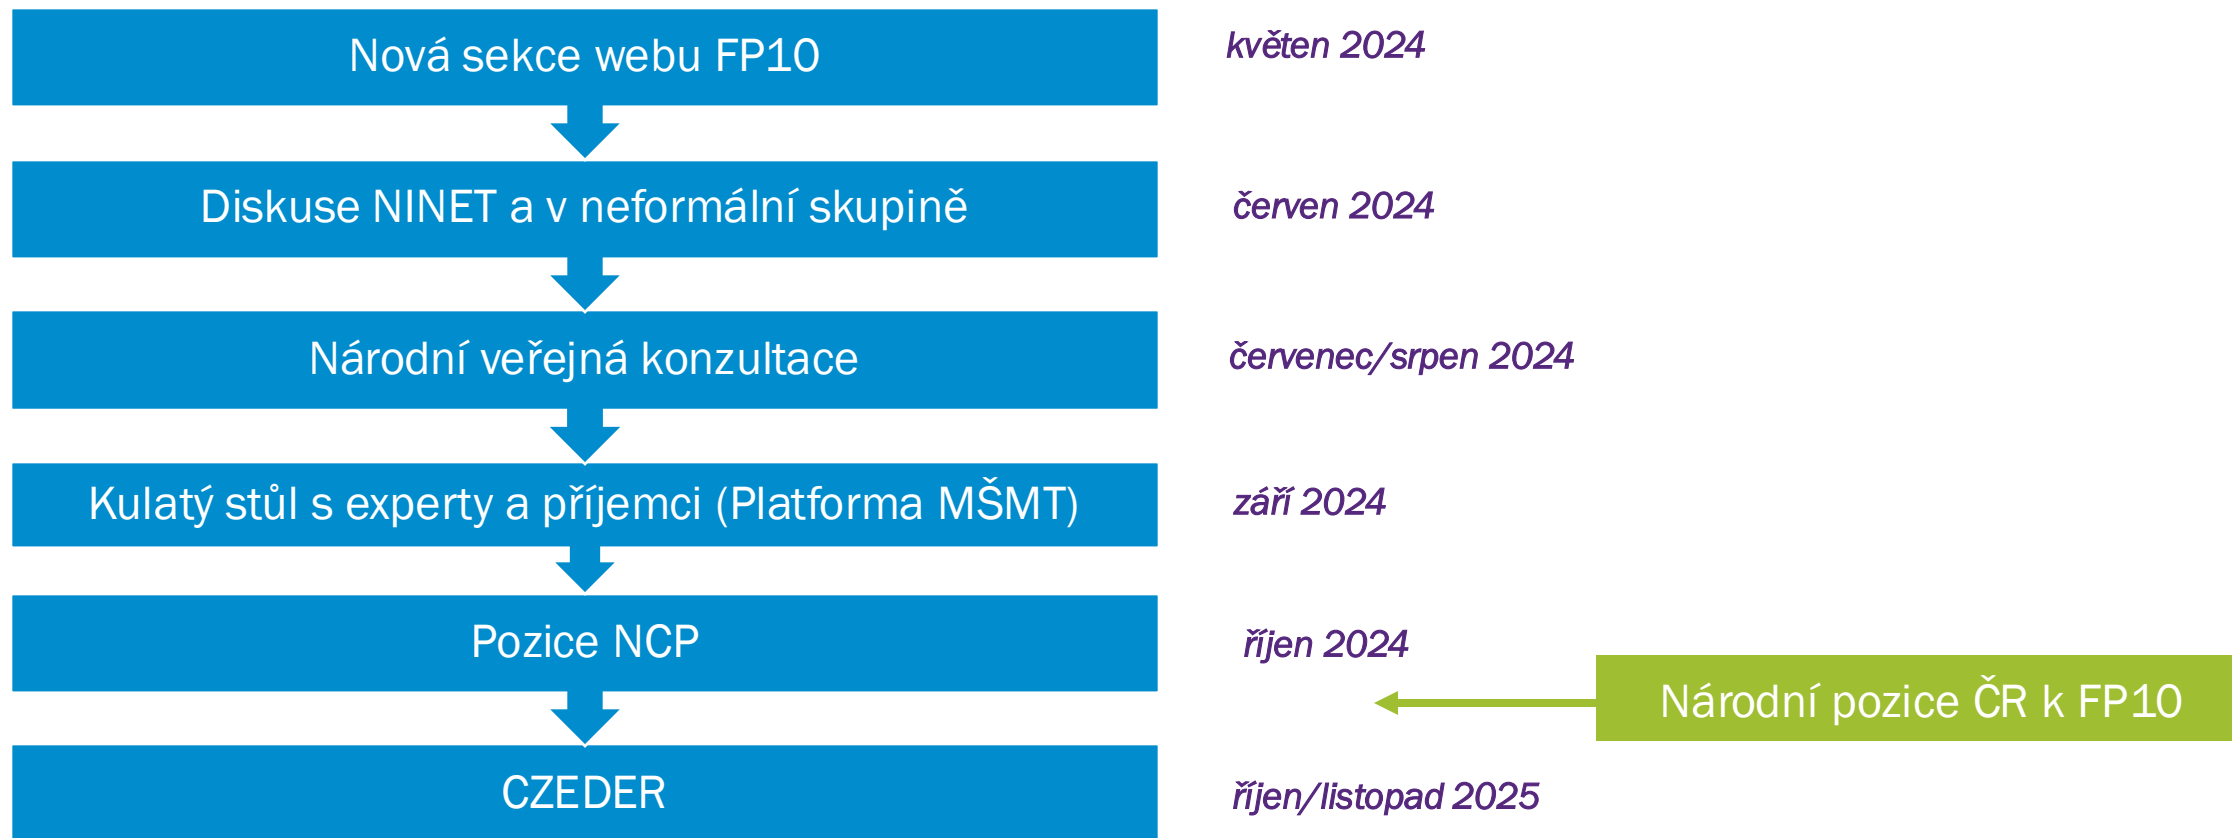 Nová sekce webu FP10
květen 2024
Diskuse NINET a v neformální skupině
červen 2024
Národní veřejná konzultace
červenec/srpen 2024
Kulatý stůl s experty a příjemci (Platforma MŠMT)
září 2024
Pozice NCP
říjen 2024
Národní pozice ČR k FP10
CZEDER
říjen/listopad 2025